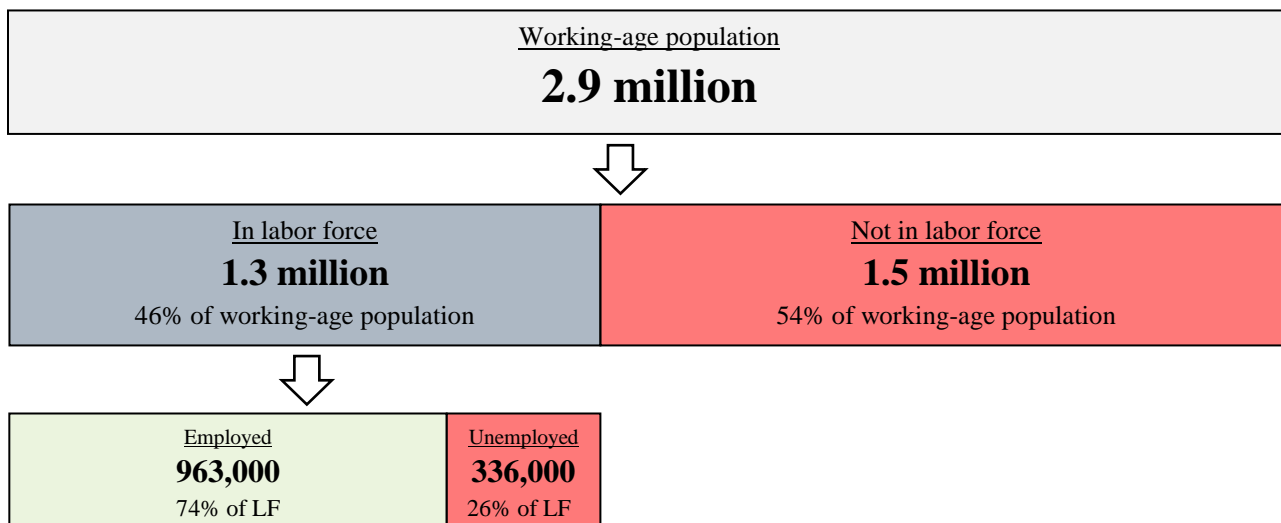 Working-age population
2.9 million
In labor force
1.3 million
46% of working-age population
Not in labor force
1.5 million
54% of working-age population
Employed
963,000
74% of LF
Unemployed
336,000
26% of LF